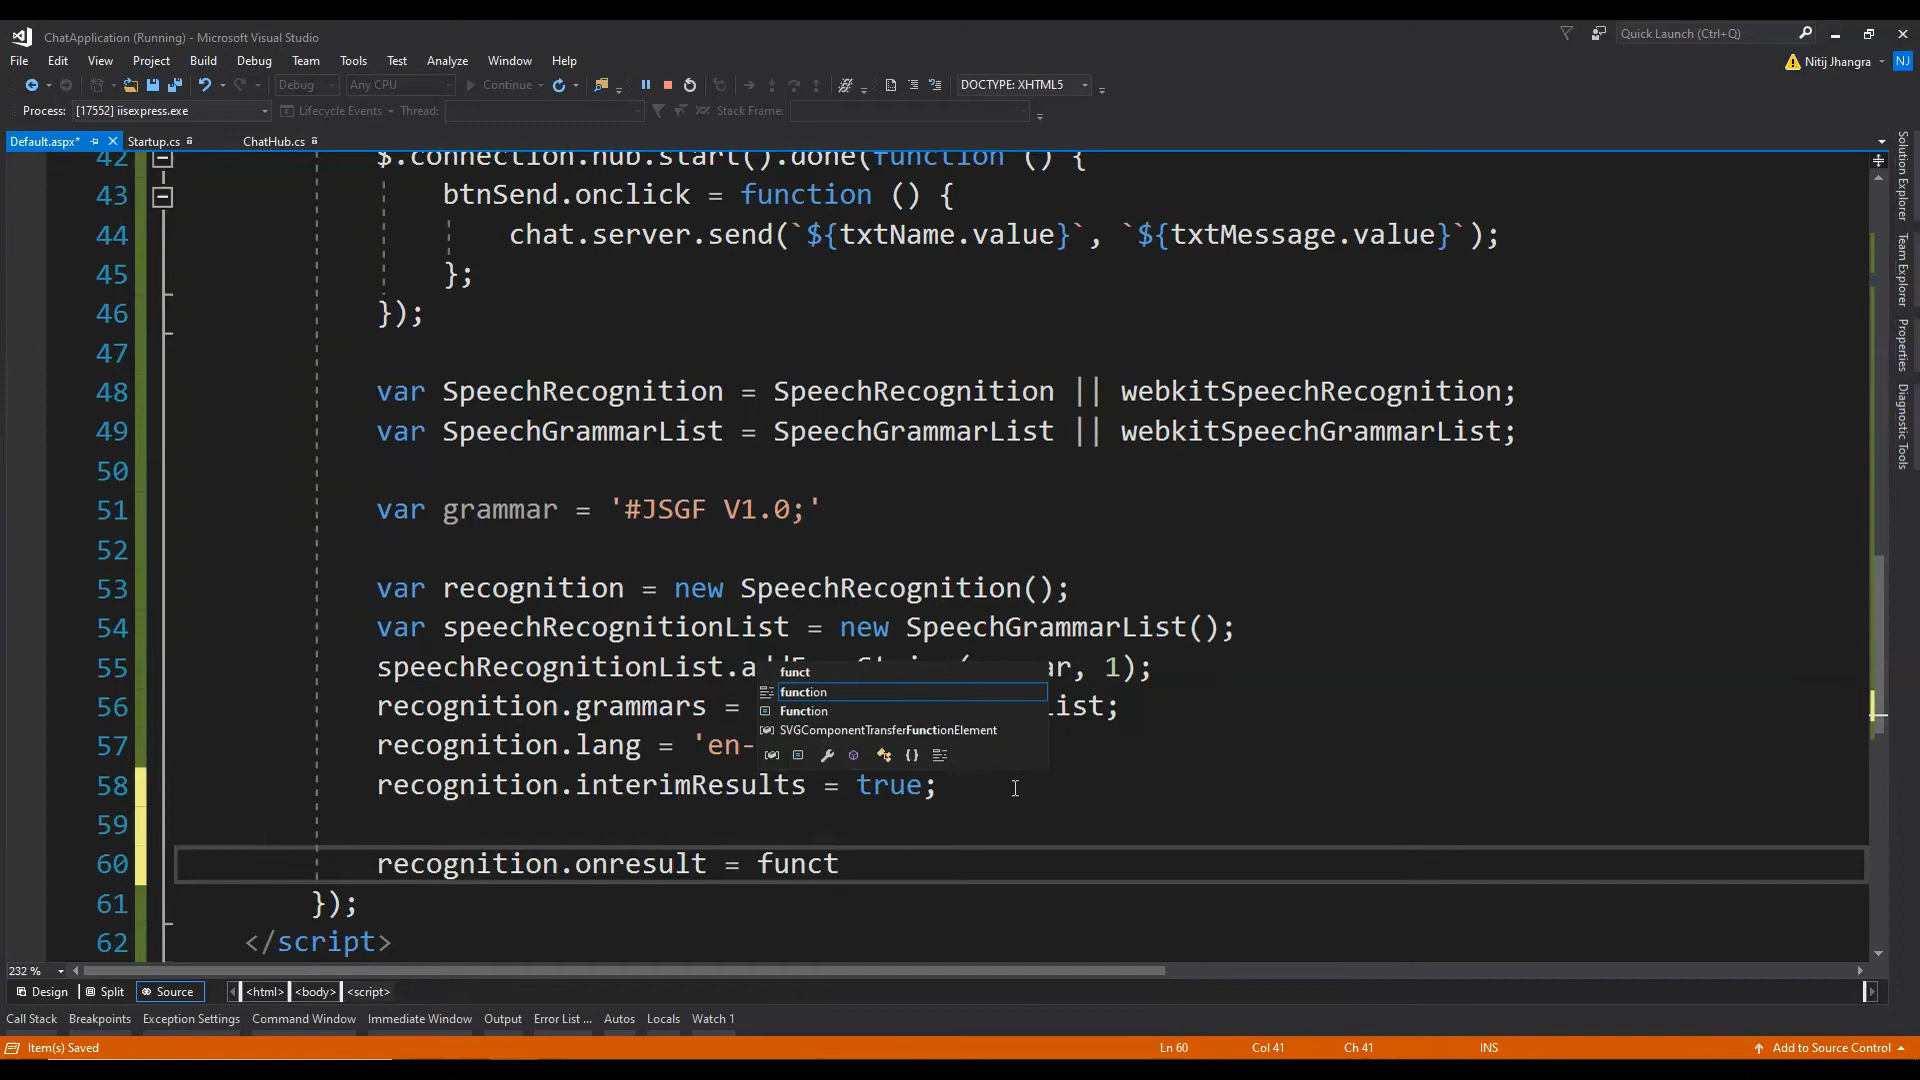 ChatApplication (Running) - Microsoft Visual Studio
Quick Launch (Ctrl+Q)
File Edit View Project Build Debug Team Tools Test Analyze Window Help
Nitij Jhangra NJ
Debug Any CPU Continue DOCTYPE: XHTML5
Process: [17552] iisexpress.exe Lifecycle Events Thread: Stack Frame:
Default.aspx* Startup.cs ChatHub.cs
42 $.connection.hub.start().done(function () {
43 btnSend.onclick = function () {
44 chat.server.send(`${txtName.value}`, `${txtMessage.value}`);
45 };
46 });
47
48 var SpeechRecognition = SpeechRecognition || webkitSpeechRecognition;
49 var SpeechGrammarList = SpeechGrammarList || webkitSpeechGrammarList;
50
51 var grammar = '#JSGF V1.0;'
52
53 var recognition = new SpeechRecognition();
54 var speechRecognitionList = new SpeechGrammarList();
55 speechRecognitionList.a ar, 1);
funct
function
56 recognition.grammars = ist;
Function
SVGComponentTransferFunctionElement
57 recognition.lang = 'en-
58 recognition.interimResults = true;
59
60 recognition.onresult = funct
61 });
62 </script>
232 %
Design Split Source <html> <body> <script>
Call Stack Breakpoints Exception Settings Command Window Immediate Window Output Error List ... Autos Locals Watch 1
Item(s) Saved Ln 60 Col 41 Ch 41 INS Add to Source Control
Solution Explorer
Team Explorer
Properties
Diagnostic Tools